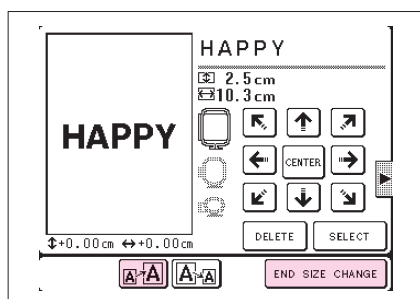 HAPPY
2.5cm
10.3cm
HAPPY
CENTER
DELETE
SELECT
+0.00cm +0.00cm
A A
A A
END SIZE CHANGE